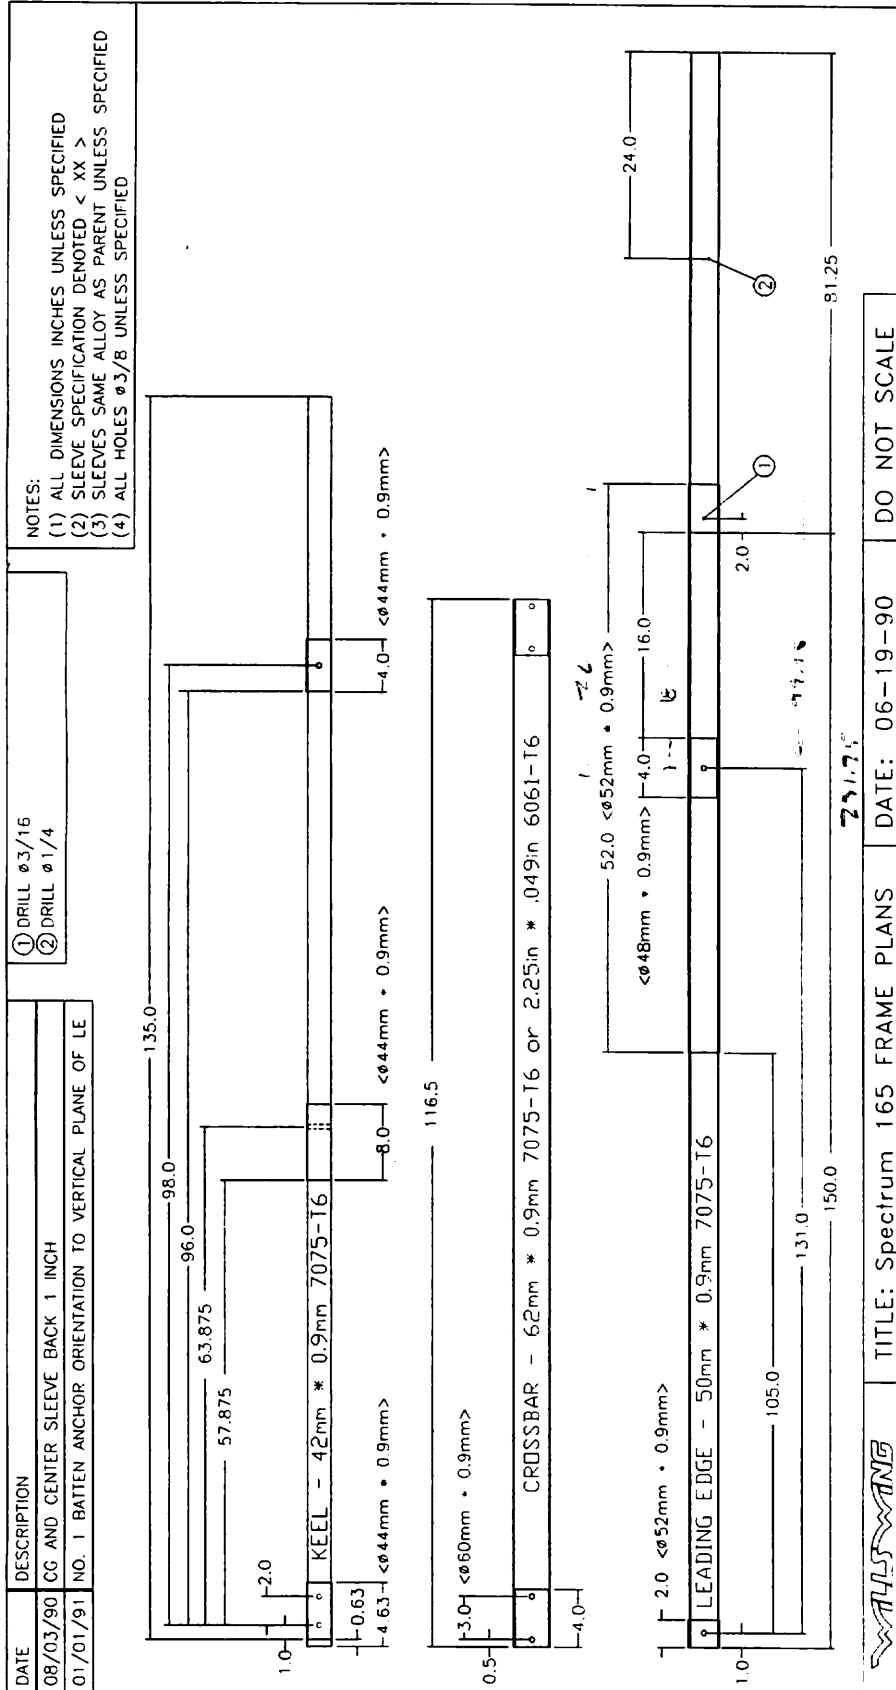 DATE DESCRIPTION
08/03/90 CG AND CENTER SLEEVE BACK 1 INCH
01/01/91 NO. 1 BATTEN ANCHOR ORIENTATION TO VERTICAL PLANE OF LE
① DRILL ø3/16
② DRILL ø1/4
NOTES:
(1) ALL DIMENSIONS INCHES UNLESS SPECIFIED
(2) SLEEVE SPECIFICATION DENOTED < XX >
(3) SLEEVES SAME ALLOY AS PARENT UNLESS SPECIFIED
(4) ALL HOLES ø3/8 UNLESS SPECIFIED
135.0
98.0
96.0
63.875
57.875
2.0
1.0
KEEL - 42mm * 0.9mm 7075-T6
0.63
4.63 <ø44mm * 0.9mm>
8.0 <ø44mm * 0.9mm>
4.0 <ø44mm * 0.9mm>
116.5
3.0 <ø60mm * 0.9mm>
0.5
CROSSBAR - 62mm * 0.9mm 7075-T6 or 2.25in * .049in 6061-T6
4.0
52.0 <ø52mm * 0.9mm>
24.0
<ø48mm * 0.9mm>
4.0
16.0
2.0 <ø52mm * 0.9mm>
LEADING EDGE - 50mm * 0.9mm 7075-T6
1.0
2.0
①
②
105.0
131.0
150.0
81.25
231.75
WILLS WING
TITLE: Spectrum 165 FRAME PLANS
DATE: 06-19-90
DO NOT SCALE